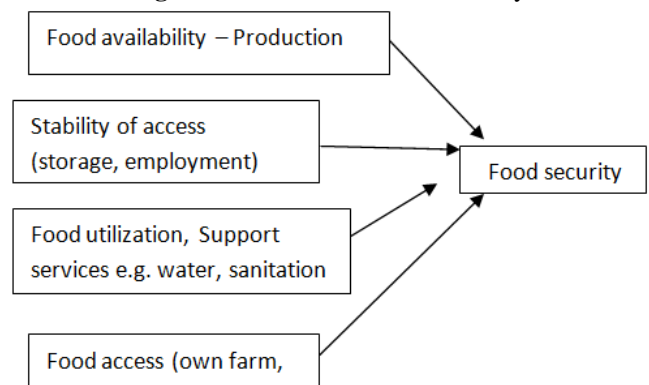 Food availability – Production
Stability of access
(storage, employment)
Food security
Food utilization, Support
services e.g. water, sanitation
Food access (own farm,